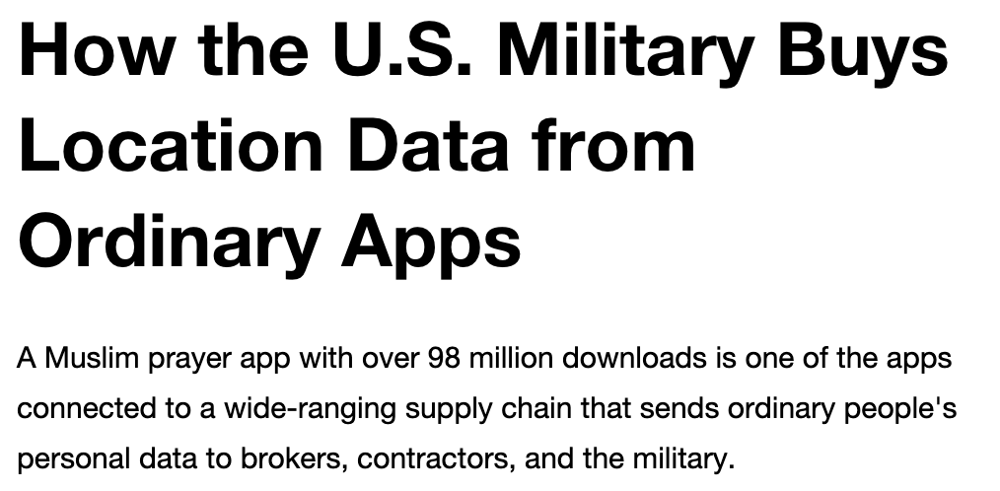 How the U.S. Military Buys
Location Data from
Ordinary Apps
A Muslim prayer app with over 98 million downloads is one of the apps
connected to a wide-ranging supply chain that sends ordinary people's
personal data to brokers, contractors, and the military.